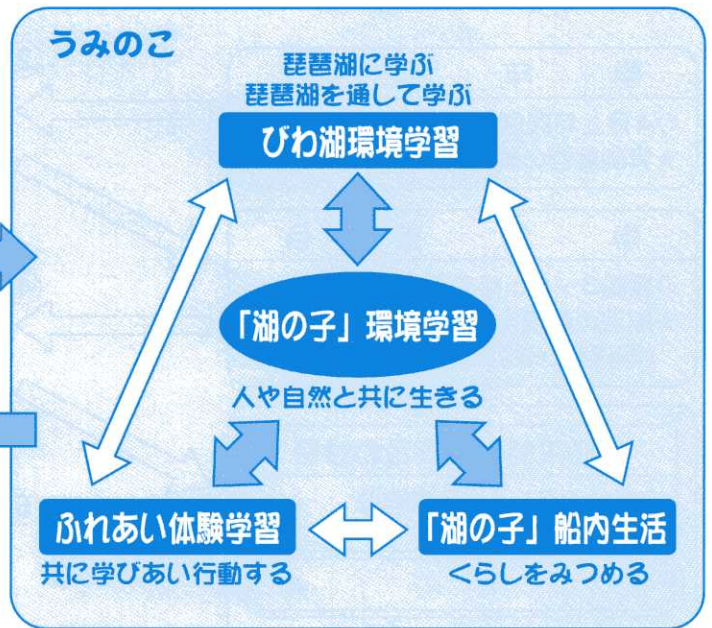 うみのこ
琵琶湖に学ぶ
琵琶湖を通して学ぶ
びわ湖環境学習
「湖の子」環境学習
人や自然と共に生きる
ふれあい体験学習
共に学びあい行動する
「湖の子」船内生活
くらしをみつめる